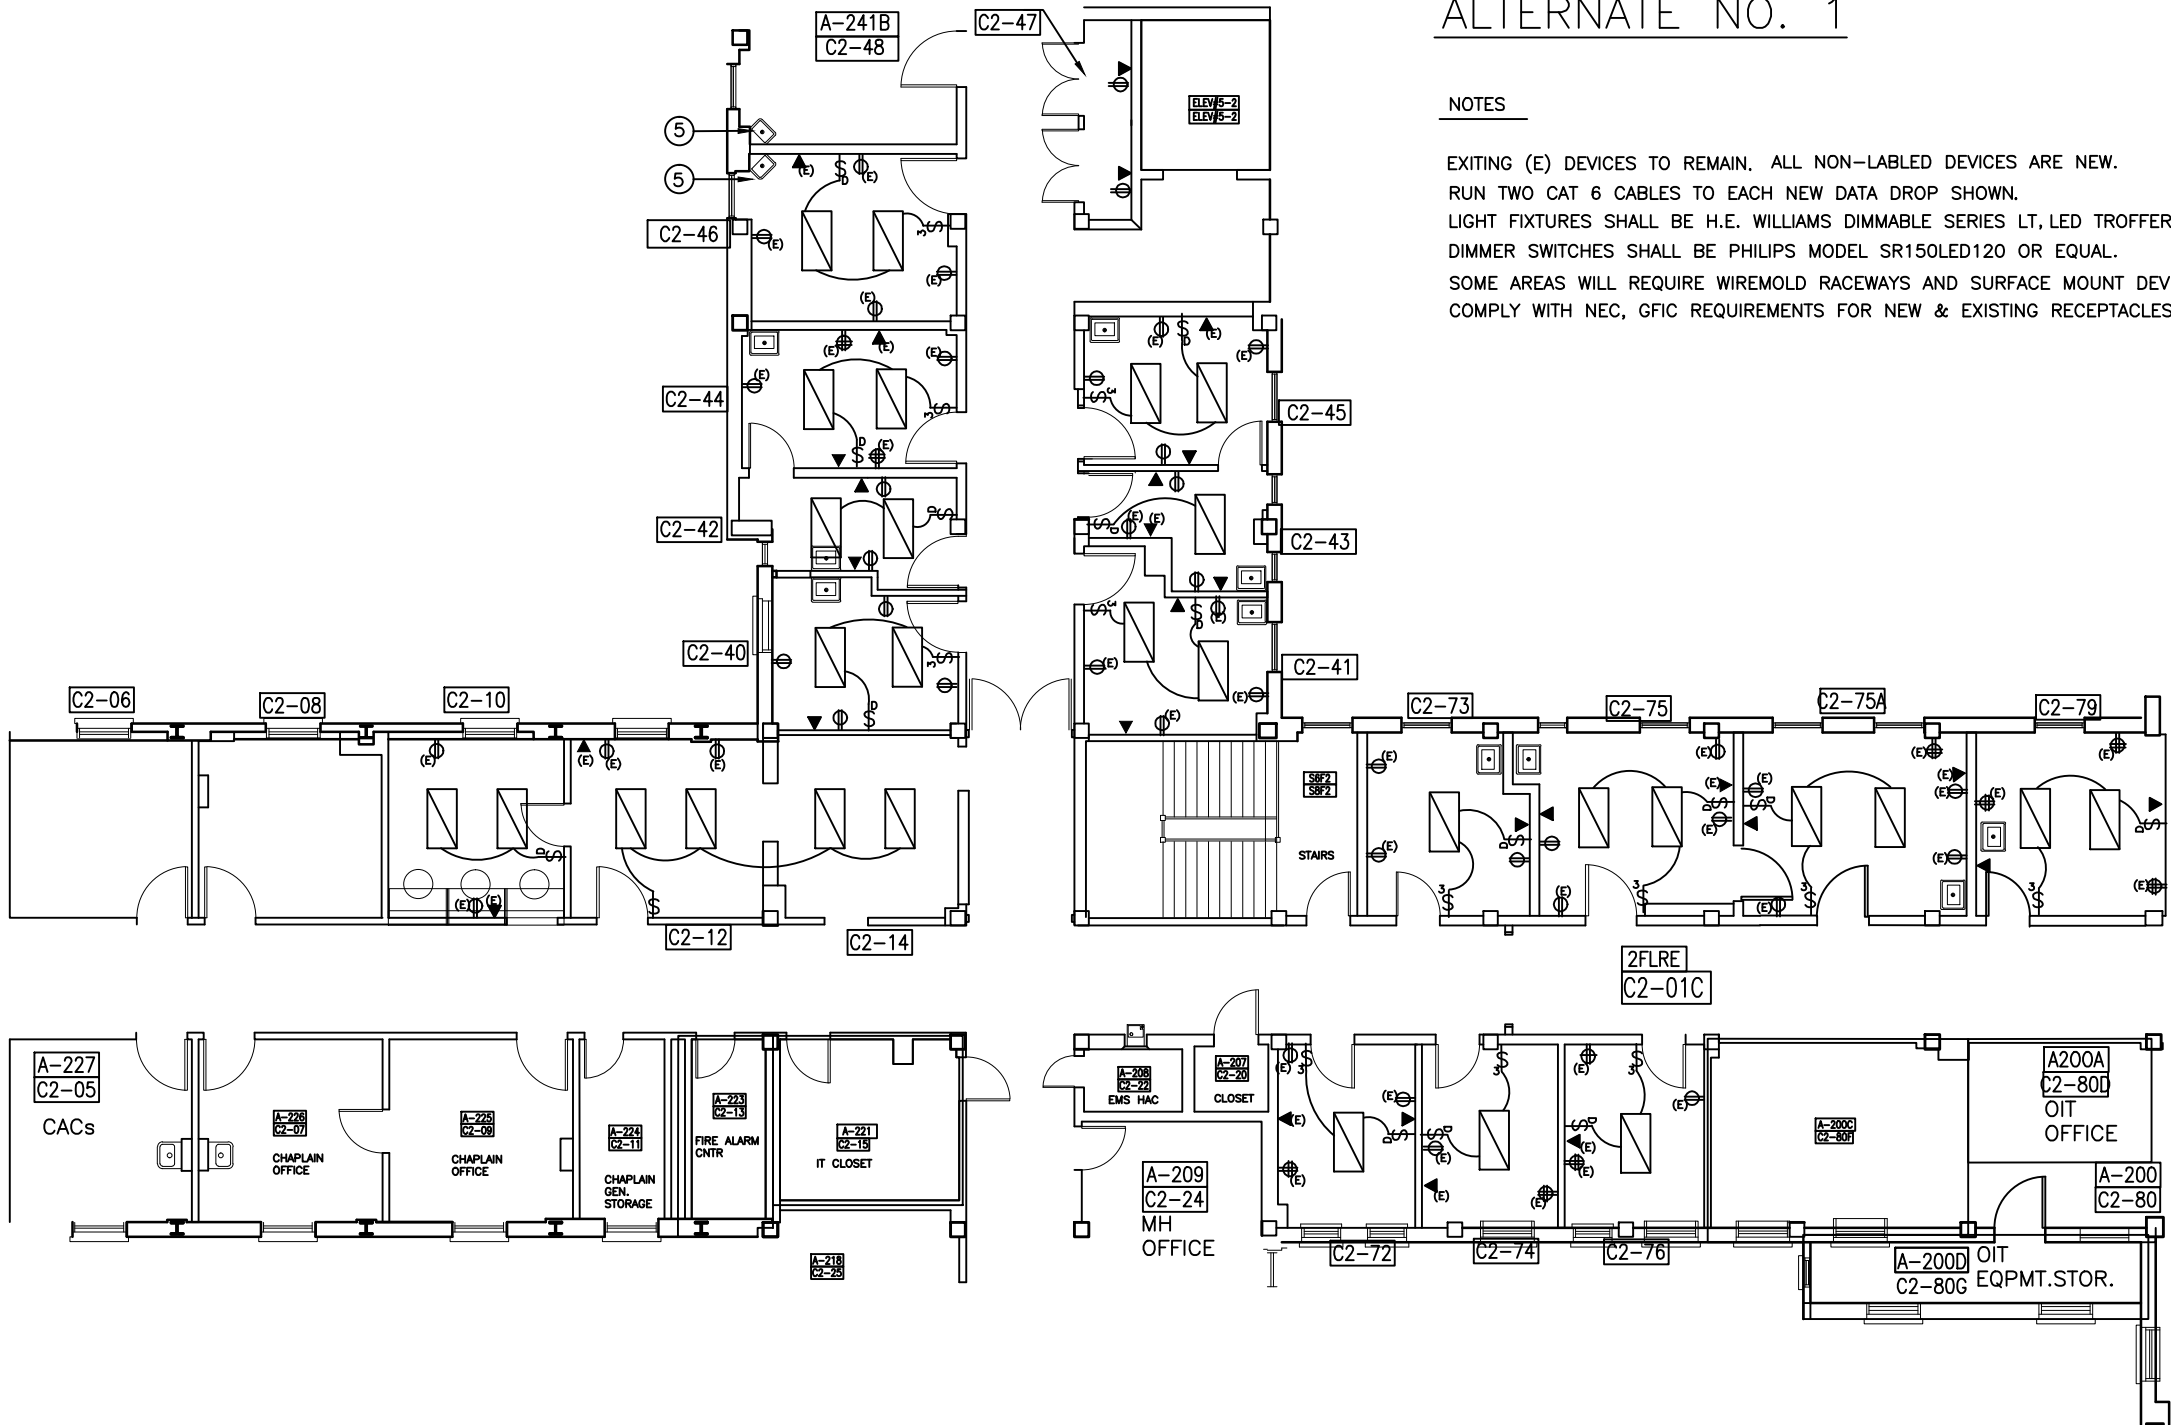 ALTERNATE NO. 1
NOTES
EXITING (E) DEVICES TO REMAIN. ALL NON-LABLED DEVICES ARE NEW.
RUN TWO CAT 6 CABLES TO EACH NEW DATA DROP SHOWN.
LIGHT FIXTURES SHALL BE H.E. WILLIAMS DIMMABLE SERIES LT, LED TROFFER
DIMMER SWITCHES SHALL BE PHILIPS MODEL SR150LED120 OR EQUAL.
SOME AREAS WILL REQUIRE WIREMOLD RACEWAYS AND SURFACE MOUNT DEV
COMPLY WITH NEC, GFIC REQUIREMENTS FOR NEW & EXISTING RECEPTACLES
A-241B
C2-48
C2-47
ELEV#5-2
ELEV#5-2
5
5
C2-46
C2-44
C2-45
C2-42
C2-43
C2-40
C2-41
C2-06
C2-08
C2-10
C2-73
C2-75
C2-75A
C2-79
S6F2
S8F2
STAIRS
C2-12
C2-14
2FLRE
C2-01C
A-227
C2-05
CACs
A-226
C2-07
CHAPLAIN
OFFICE
A-225
C2-09
CHAPLAIN
OFFICE
A-224
C2-11
CHAPLAIN
GEN.
STORAGE
A-223
C2-13
FIRE ALARM
CNTR
A-221
C2-15
IT CLOSET
A-218
C2-25
A-208
C2-22
EMS HAC
A-207
C2-20
CLOSET
A-209
C2-24
MH
OFFICE
C2-72
C2-74
C2-76
A-200C
C2-80F
A200A
C2-80D
OIT
OFFICE
A-200
C2-80
A-200D
C2-80G
OIT
EQPMT.STOR.